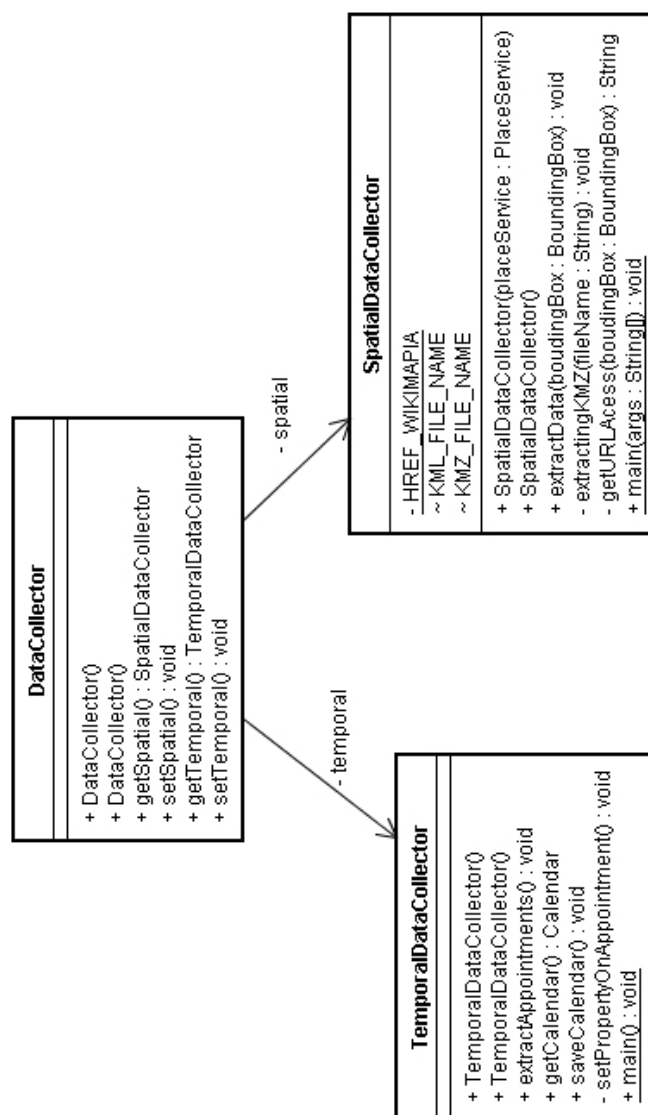 DataCollector
+ DataCollector()
+ DataCollector()
+ getSpatial() : SpatialDataCollector
+ setSpatial() : void
+ getTemporal() : TemporalDataCollector
+ setTemporal() : void
- temporal
- spatial
TemporalDataCollector
+ TemporalDataCollector()
+ TemporalDataCollector()
+ extractAppointments() : void
+ getCalendar() : Calendar
+ saveCalendar() : void
- setPropertyOnAppointment() : void
+ main() : void
SpatialDataCollector
- HREF_WIKIMAPIA
~ KML_FILE_NAME
~ KMZ_FILE_NAME
+ SpatialDataCollector(placeService : PlaceService)
+ SpatialDataCollector()
+ extractData(boudingBox : BoundingBox) : void
- extractingKMZ(fileName : String) : void
- getURLAcess(boudingBox : BoundingBox) : String
+ main(args : String[]) : void